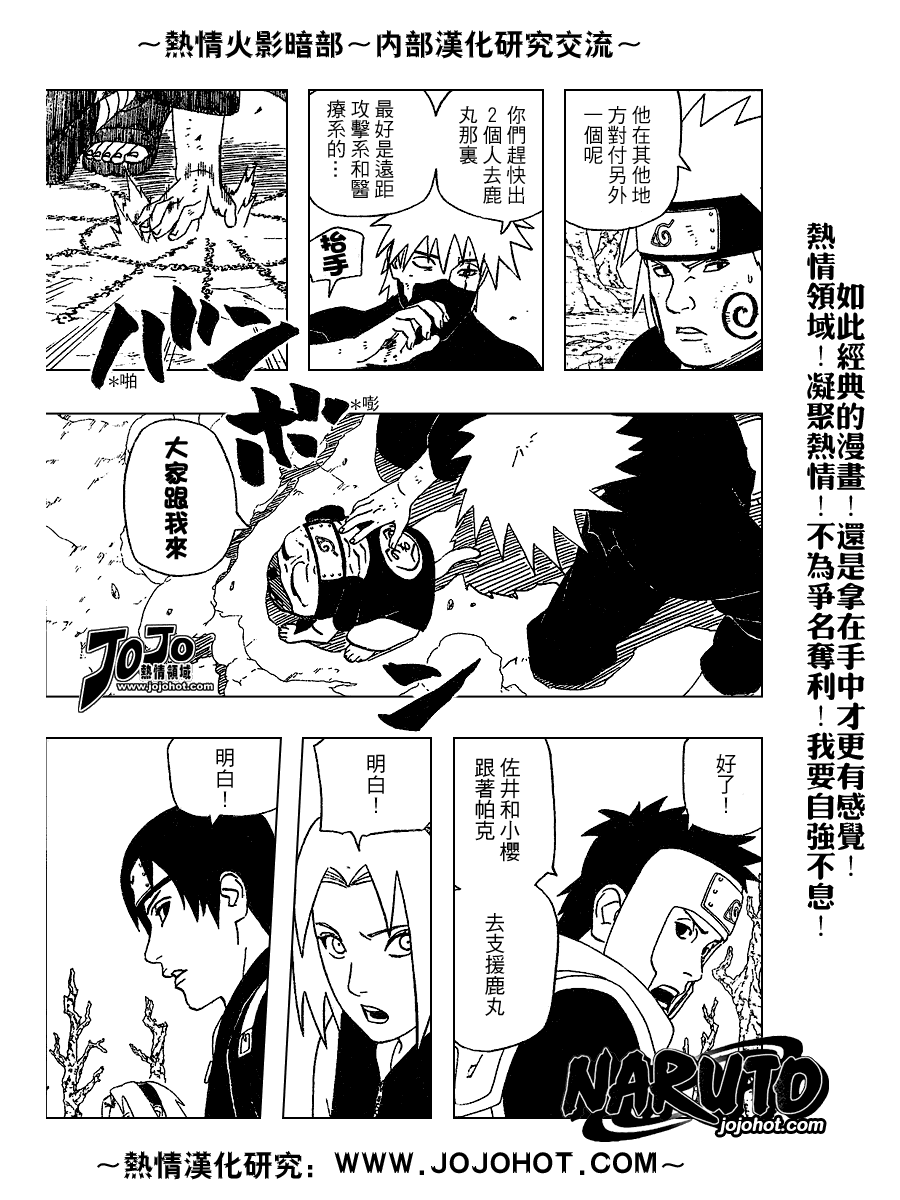 ～熱情火影暗部～內部漢化研究交流～
他在其他地
方對付另外
一個呢
你們趕快出
2個人去鹿
丸那裏
最好是遠距
攻擊系和醫
療系的…
抬手
バン
*啪
ボンッ
*嘭
大家跟我來
JOJO
熱情領域
www.jojohot.com
好了！
佐井和小櫻
跟著帕克
去支援鹿丸
明白！
明白！
如此經典的漫畫！還是拿在手中才更有感覺！
熱情領域！凝聚熱情！不為爭名奪利！我要自強不息！
NARUTO
jojohot.com
～熱情漢化研究：WWW.JOJOHOT.COM～